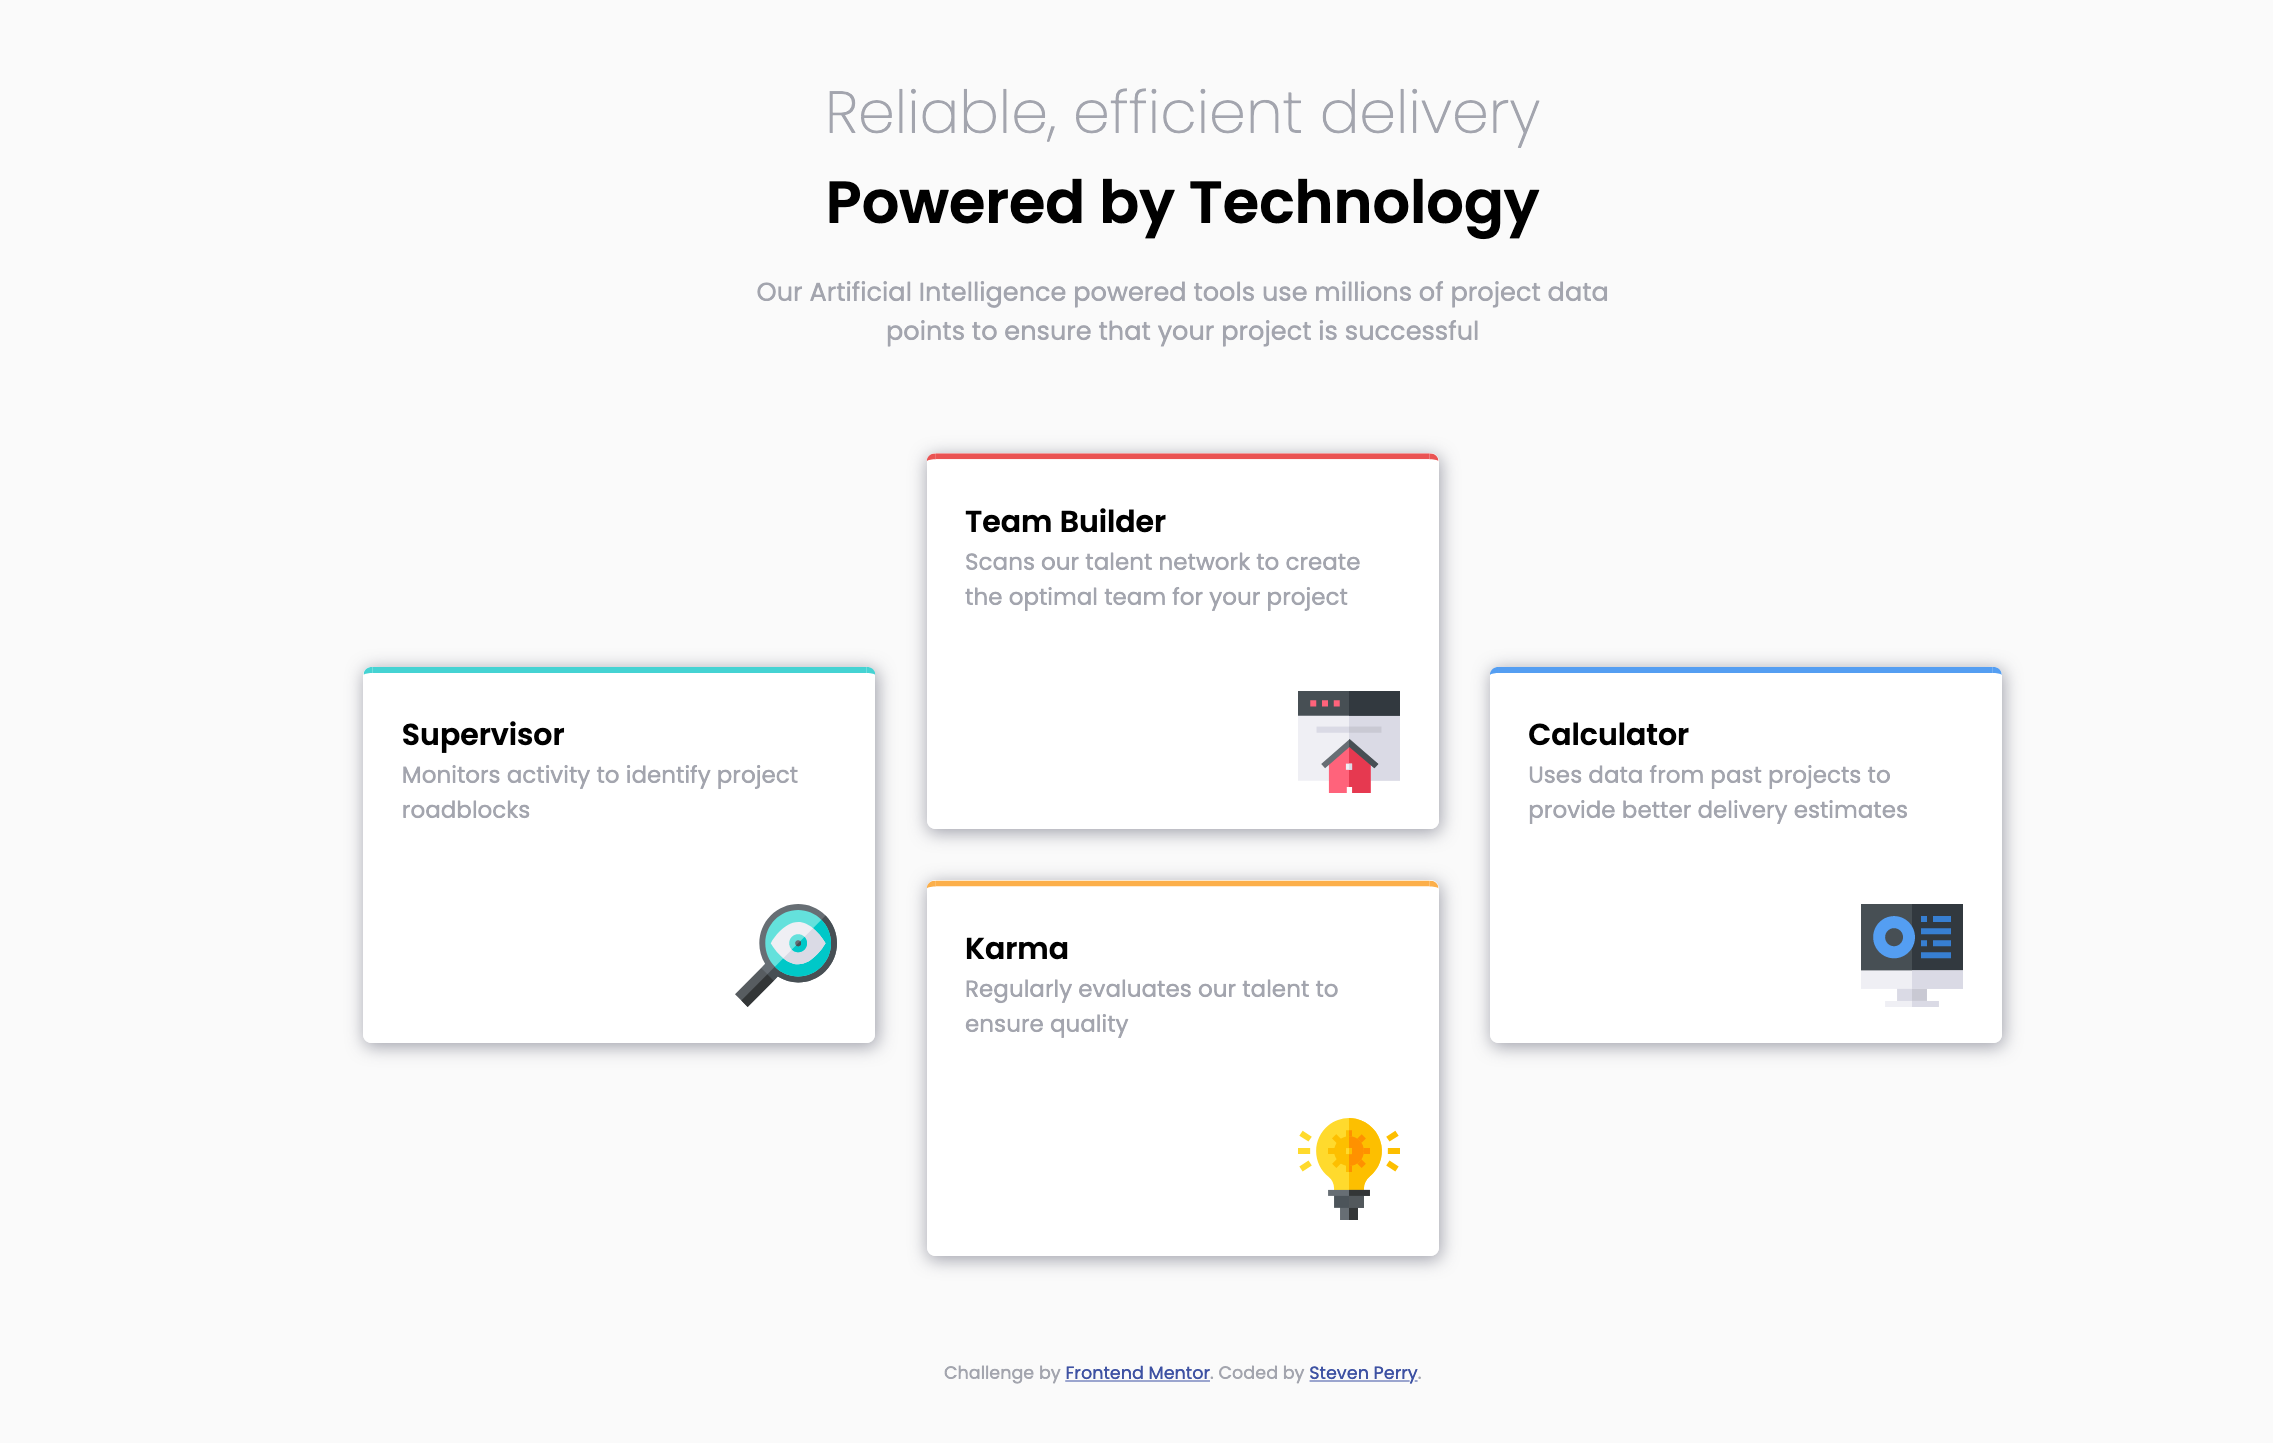 Reliable, efficient delivery
Powered by Technology
Our Artificial Intelligence powered tools use millions of project data
points to ensure that your project is successful
Supervisor
Monitors activity to identify project
roadblocks
Team Builder
Scans our talent network to create
the optimal team for your project
Karma
Regularly evaluates our talent to
ensure quality
Calculator
Uses data from past projects to
provide better delivery estimates
Challenge by Frontend Mentor. Coded by Steven Perry.